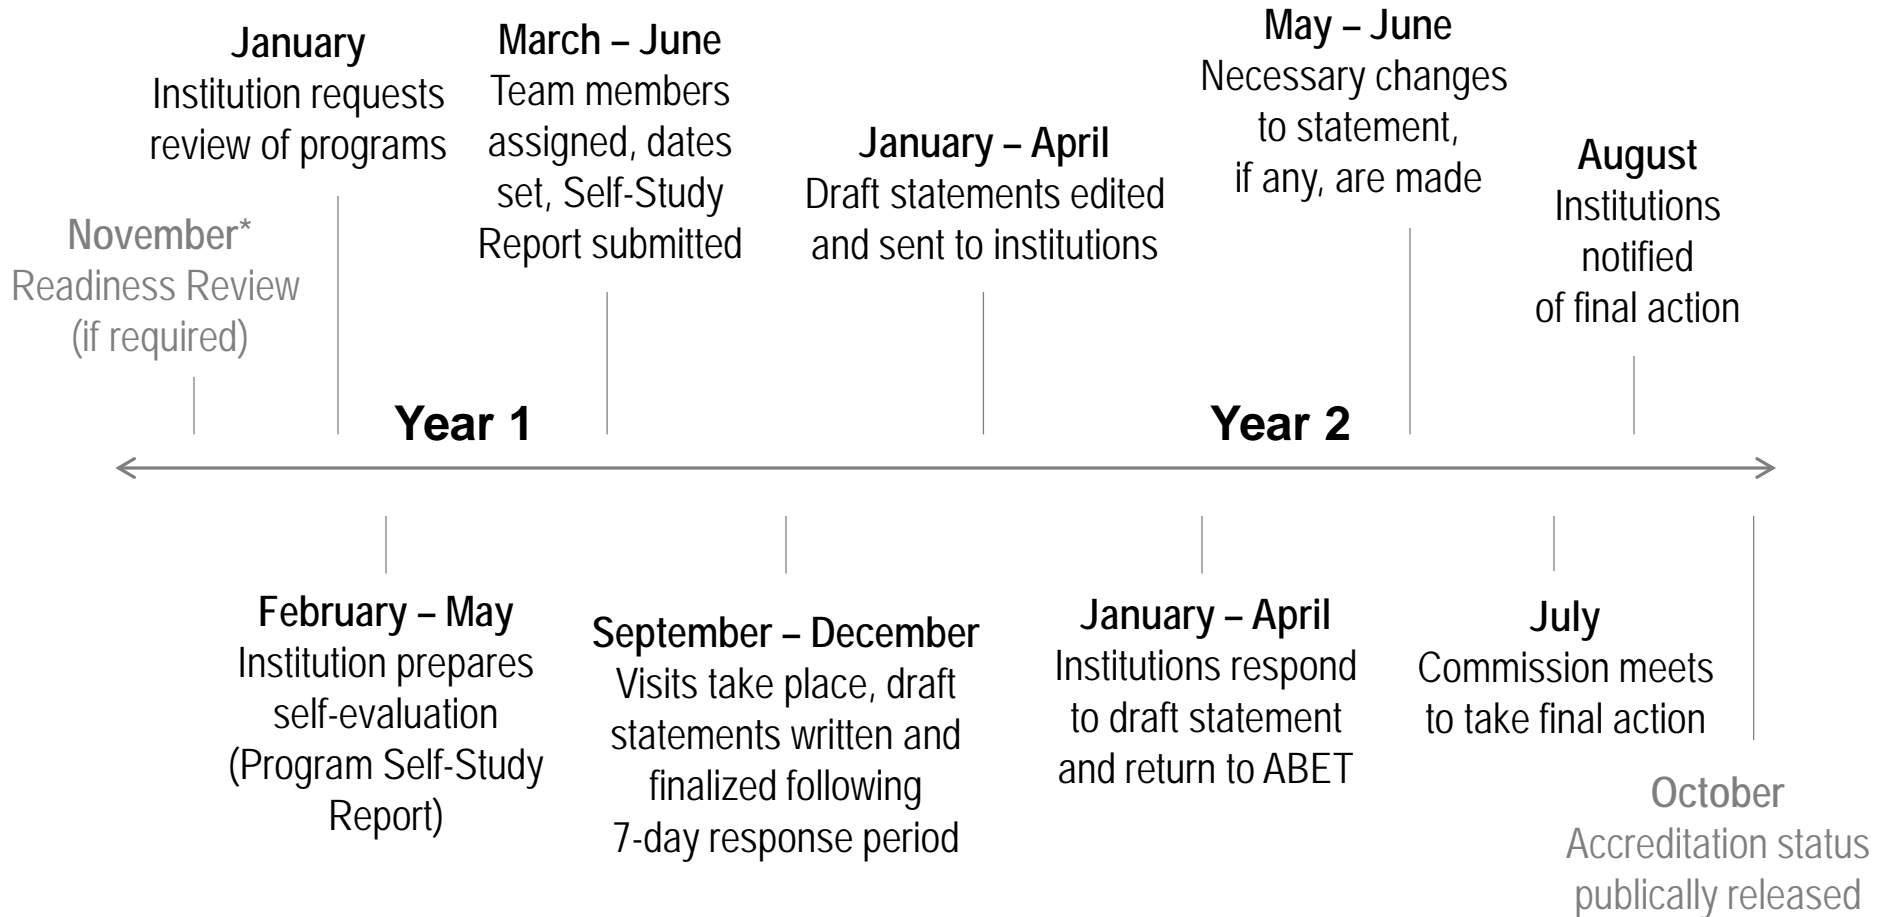 January
Institution requests
review of programs
March – June
Team members
assigned, dates
set, Self-Study
Report submitted
January – April
Draft statements edited
and sent to institutions
May – June
Necessary changes
to statement,
if any, are made
August
Institutions
notified
of final action
November*
Readiness Review
(if required)
Year 1
Year 2
February – May
Institution prepares
self-evaluation
(Program Self-Study
Report)
September – December
Visits take place, draft
statements written and
finalized following
7-day response period
January – April
Institutions respond
to draft statement
and return to ABET
July
Commission meets
to take final action
October
Accreditation status
publically released